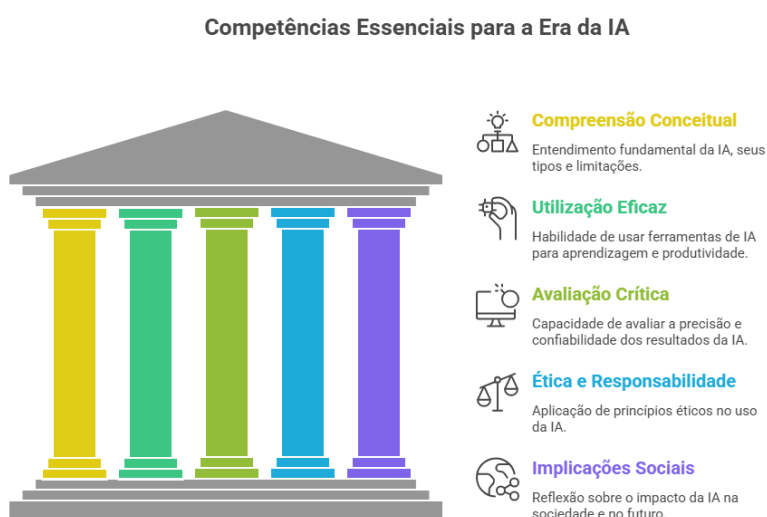 Competências Essenciais para a Era da IA
Compreensão Conceitual
Entendimento fundamental da IA, seus
tipos e limitações.
Utilização Eficaz
Habilidade de usar ferramentas de IA
para aprendizagem e produtividade.
Avaliação Crítica
Capacidade de avaliar a precisão e
confiabilidade dos resultados da IA.
Ética e Responsabilidade
Aplicação de princípios éticos no uso
da IA.
Implicações Sociais
Reflexão sobre o impacto da IA na
sociedade e no futuro.